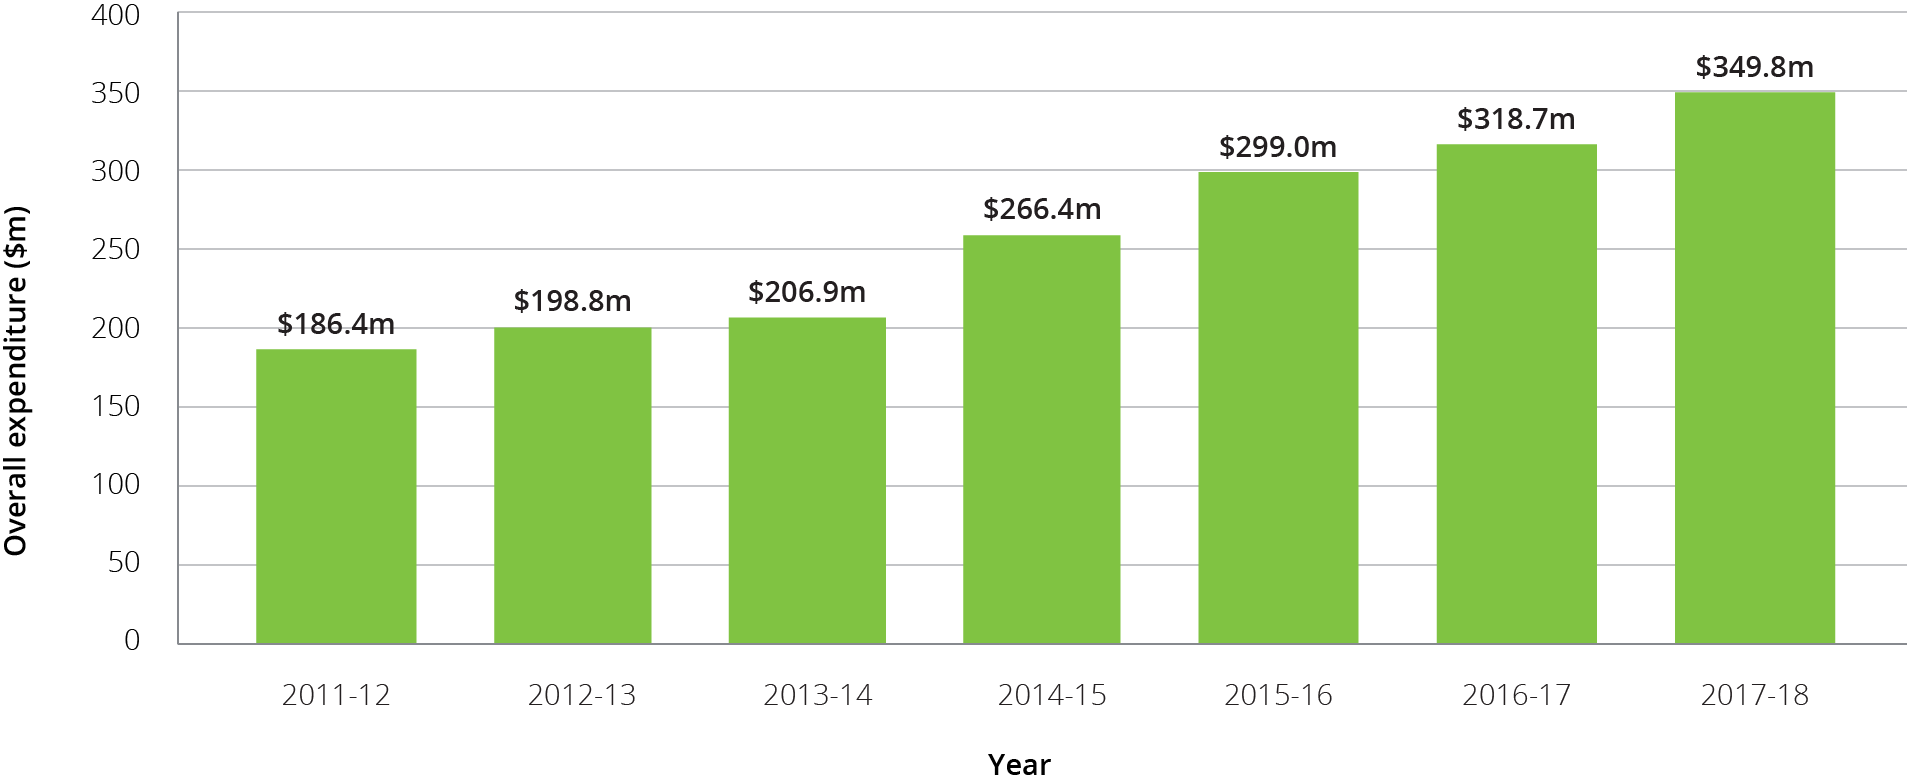 400
350
300
250
200
150
100
50
0
Overall expenditure ($m)
$186.4m
$198.8m
$206.9m
$266.4m
$299.0m
$318.7m
$349.8m
2011-12
2012-13
2013-14
2014-15
2015-16
2016-17
2017-18
Year